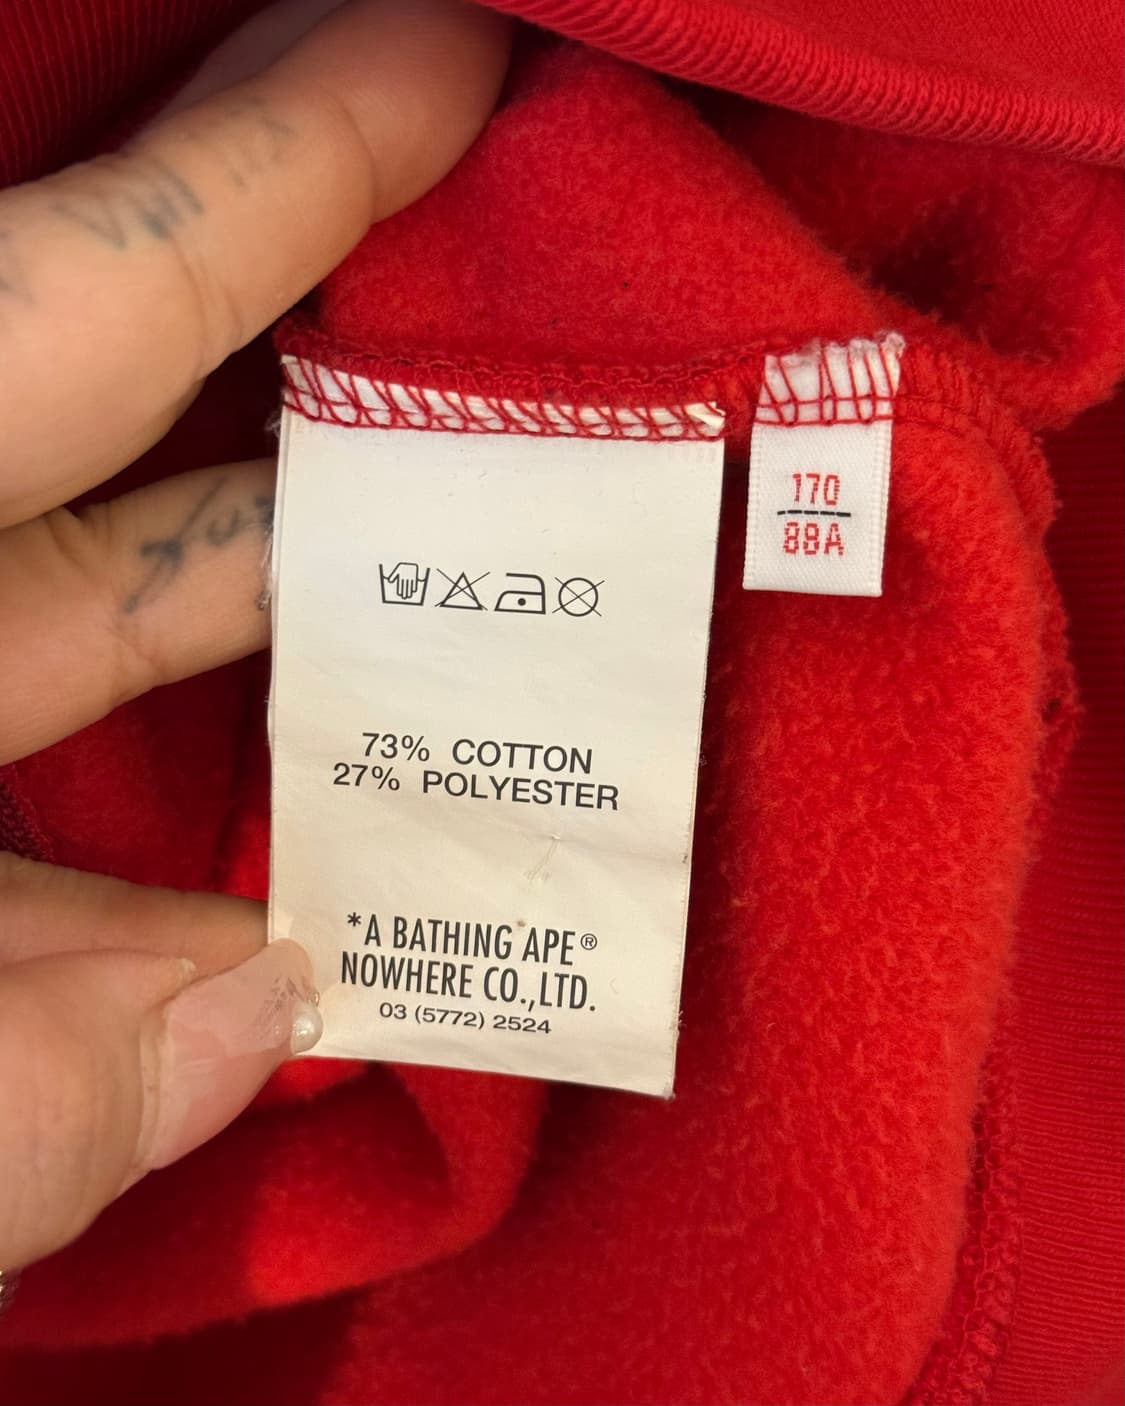 170
88A
73% COTTON
27% POLYESTER
*A BATHING APE®
NOWHERE CO.,LTD.
03 (5772) 2524